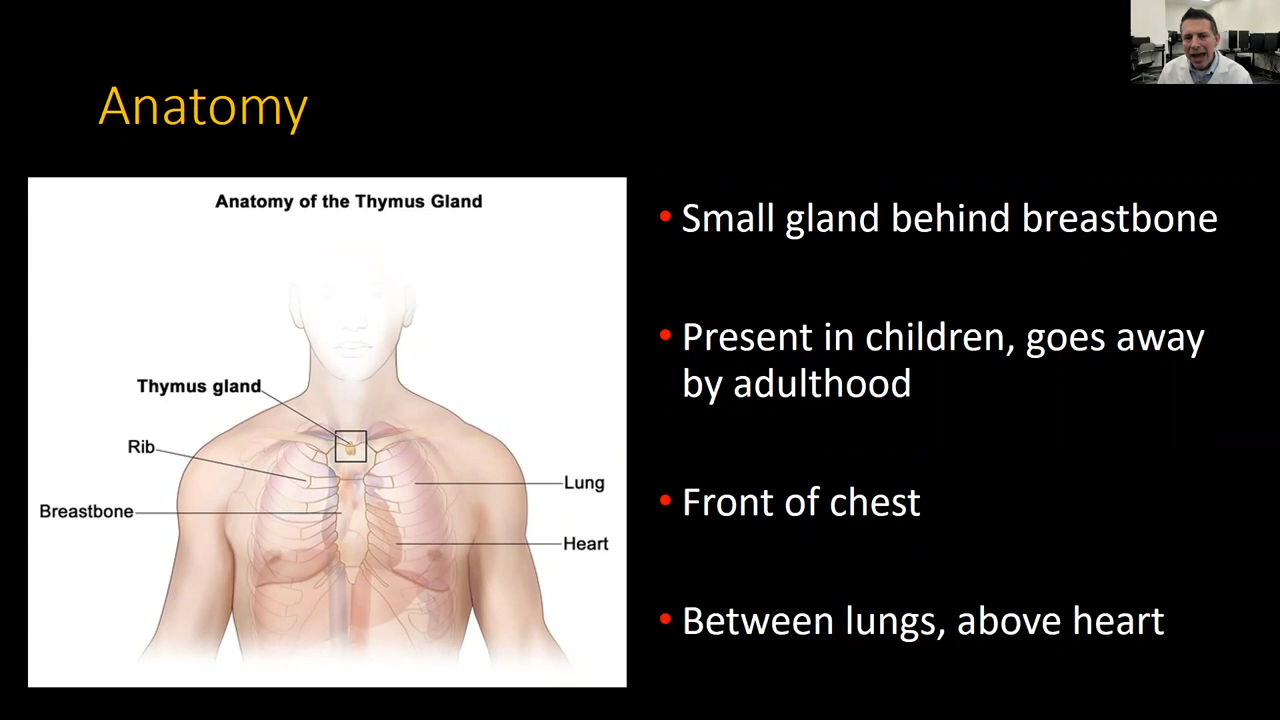 Anatomy
Anatomy of the Thymus Gland
Thymus gland
Rib
Breastbone
Lung
Heart
• Small gland behind breastbone
• Present in children, goes away
by adulthood
• Front of chest
• Between lungs, above heart